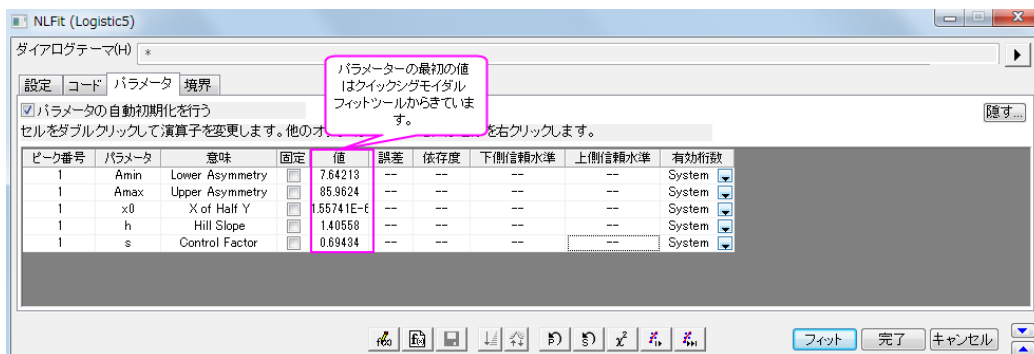 NLFit (Logistic5)
ダイアログテーマ(H) *
設定 コード パラメータ 境界
パラメーターの最初の値
はクイックシグモイダル
フィットツールからきていま
す。
パラメータの自動初期化を行う
隠す...
セルをダブルクリックして演算子を変更します。他のオ を右クリックします。
ピーク番号 パラメータ 意味 固定 値 誤差 依存度 下側信頼水準 上側信頼水準 有効桁数
1 Amin Lower Asymmetry 7.64213 -- -- -- -- System
1 Amax Upper Asymmetry 85.9624 -- -- -- -- System
1 x0 X of Half Y 1.55741E-6 -- -- -- -- System
1 h Hill Slope 1.40558 -- -- -- -- System
1 s Control Factor 0.69434 -- -- -- -- System
フィット 完了 キャンセル